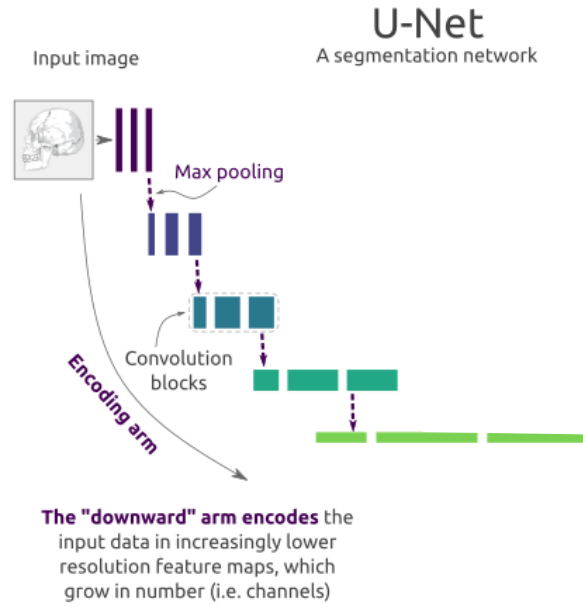 U-Net
A segmentation network
Input image
Max pooling
Convolution
blocks
Encoding arm
The "downward" arm encodes the
input data in increasingly lower
resolution feature maps, which
grow in number (i.e. channels)